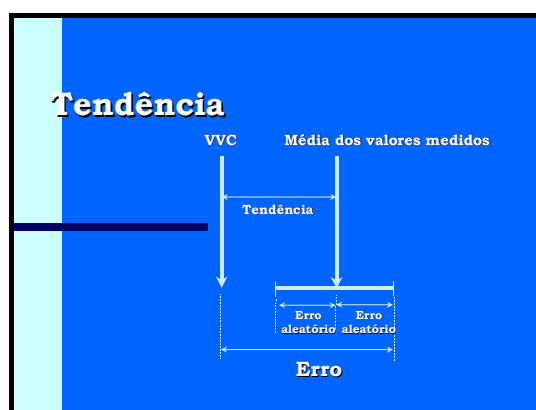 Tendência
VVC Média dos valores medidos
Tendência
Erro Erro
aleatório aleatório
Erro